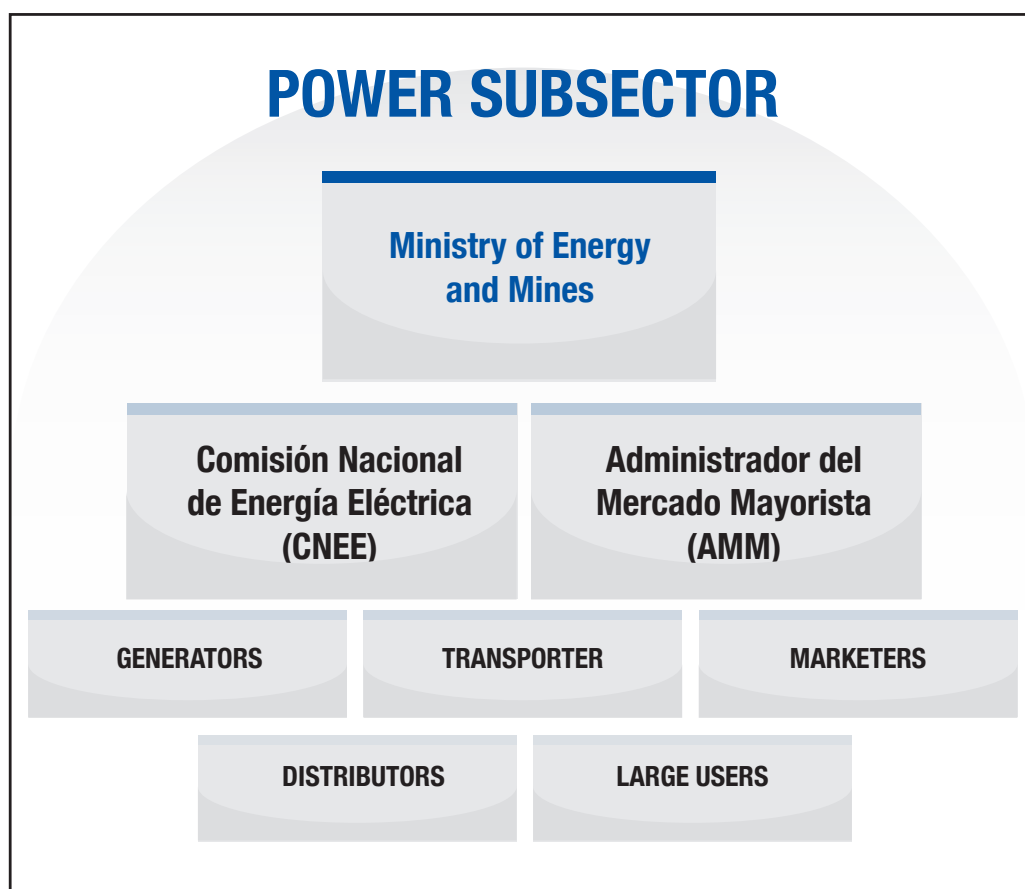 POWER SUBSECTOR
Ministry of Energy
and Mines
Comisión Nacional
de Energía Eléctrica
(CNEE)
Administrador del
Mercado Mayorista
(AMM)
GENERATORS
TRANSPORTER
MARKETERS
DISTRIBUTORS
LARGE USERS